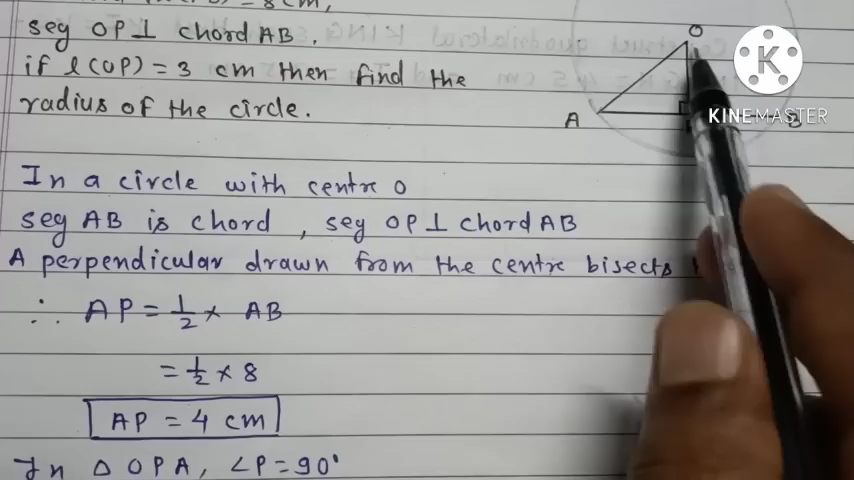 = 8 cm,
seg OP ⊥ chord AB.
if l(OP) = 3 cm then find the
radius of the circle.
O
A
B
K
KINEMASTER
In a circle with centre O
seg AB is chord, seg OP ⊥ chord AB
A perpendicular drawn from the centre bisects
∴ AP = 1/2 × AB
= 1/2 × 8
AP = 4 cm
In △ OPA, ∠P = 90°